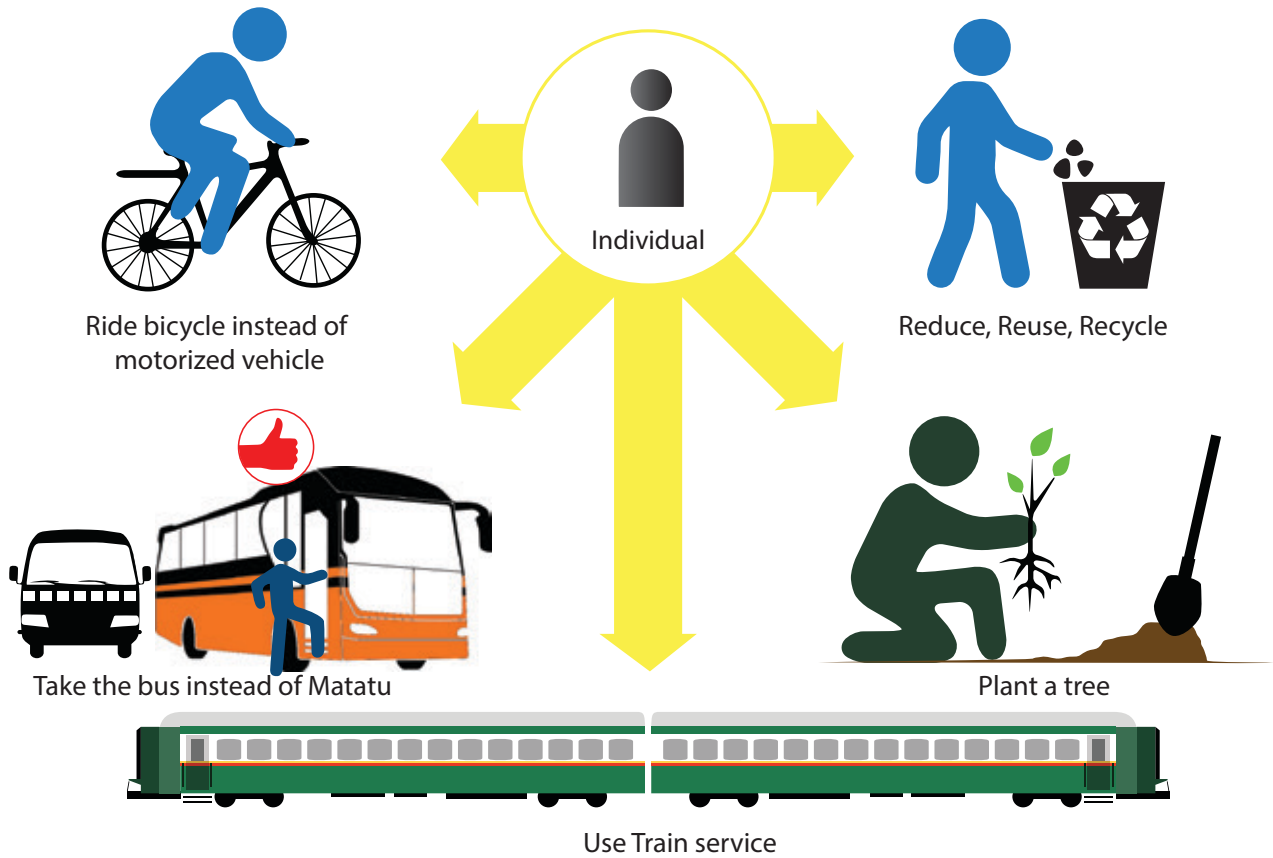 Individual
Ride bicycle instead of
motorized vehicle
Reduce, Reuse, Recycle
Take the bus instead of Matatu
Plant a tree
Use Train service